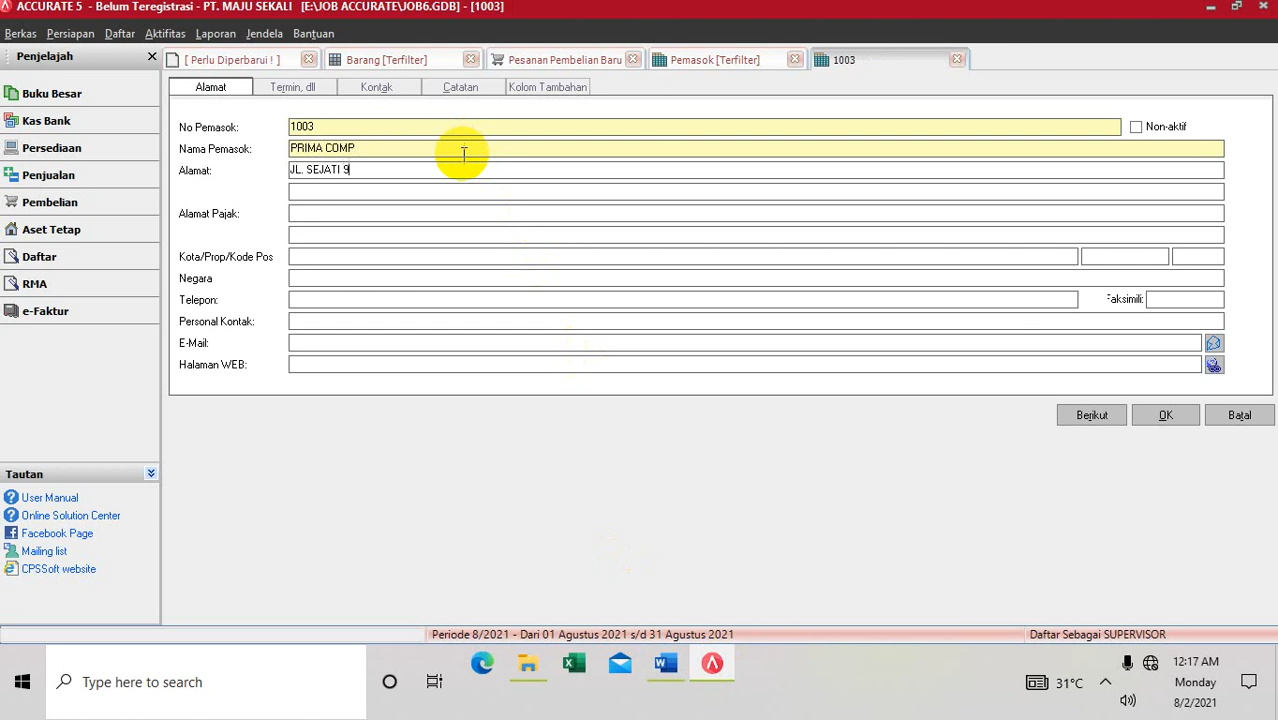 ACCURATE 5 - Belum Teregistrasi - PT. MAJU SEKALI [E:\JOB ACCURATE\JOB6.GDB] - [1003]
Berkas Persiapan Daftar Aktifitas Laporan Jendela Bantuan
Penjelajah
[ Perlu Diperbarui ! ] Barang [Terfilter] Pesanan Pembelian Baru Pemasok [Terfilter] 1003
Alamat Termin, dll Kontak Catatan Kolom Tambahan
Buku Besar
Kas Bank
Persediaan
Penjualan
Pembelian
Aset Tetap
Daftar
RMA
e-Faktur
No Pemasok: 1003 Non-aktif
Nama Pemasok: PRIMA COMP
Alamat: JL. SEJATI 9
Alamat Pajak:
Kota/Prop/Kode Pos
Negara
Telepon: Faksimili:
Personal Kontak:
E-Mail:
Halaman WEB:
Berikut OK Batal
Tautan
User Manual
Online Solution Center
Facebook Page
Mailing list
CPSSoft website
Periode 8/2021 - Dari 01 Agustus 2021 s/d 31 Agustus 2021 Daftar Sebagai SUPERVISOR
Type here to search
31°C
12:17 AM
Monday
8/2/2021